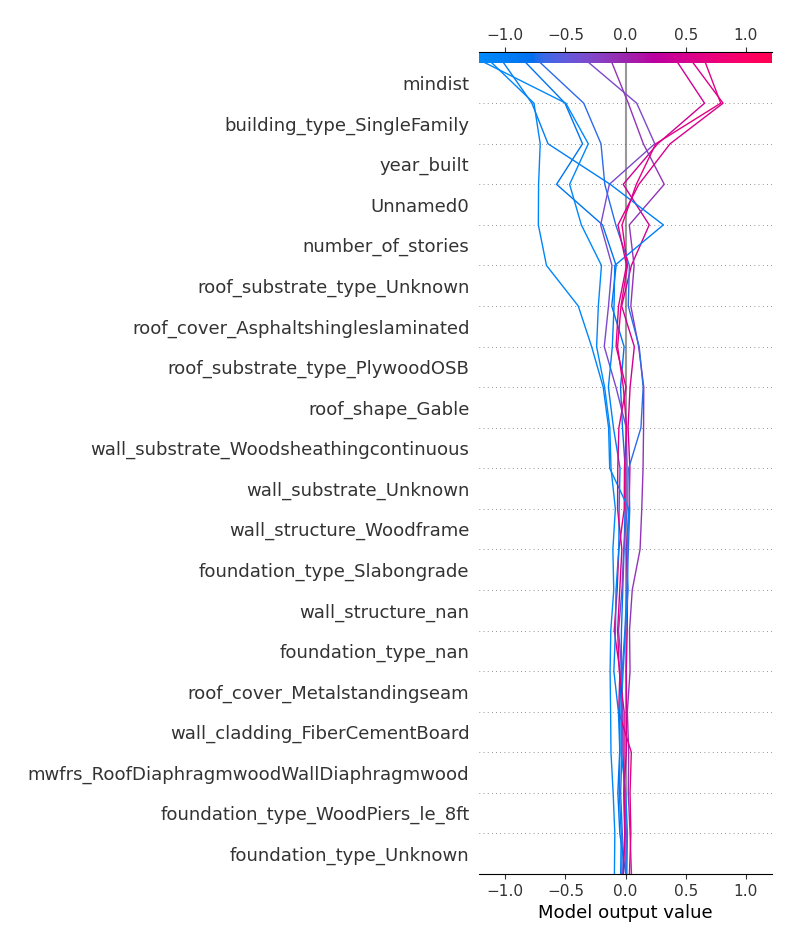 −1.0 −0.5 0.0 0.5 1.0
mindist
building_type_SingleFamily
year_built
Unnamed0
number_of_stories
roof_substrate_type_Unknown
roof_cover_Asphaltshingleslaminated
roof_substrate_type_PlywoodOSB
roof_shape_Gable
wall_substrate_Woodsheathingcontinuous
wall_substrate_Unknown
wall_structure_Woodframe
foundation_type_Slabongrade
wall_structure_nan
foundation_type_nan
roof_cover_Metalstandingseam
wall_cladding_FiberCementBoard
mwfrs_RoofDiaphragmwoodWallDiaphragmwood
foundation_type_WoodPiers_le_8ft
foundation_type_Unknown
−1.0 −0.5 0.0 0.5 1.0
Model output value